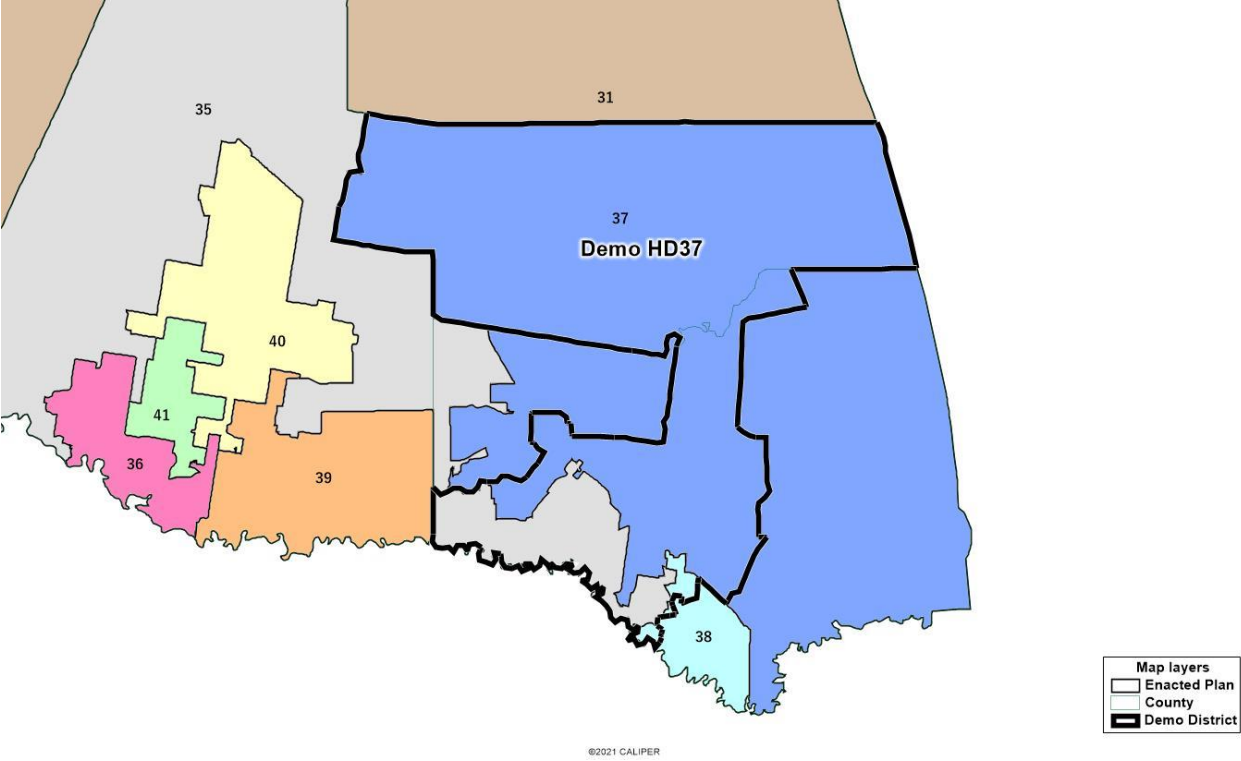 31
35
37
Demo HD37
40
41
36
39
38
Map layers
Enacted Plan
County
Demo District
©2021 CALIPER